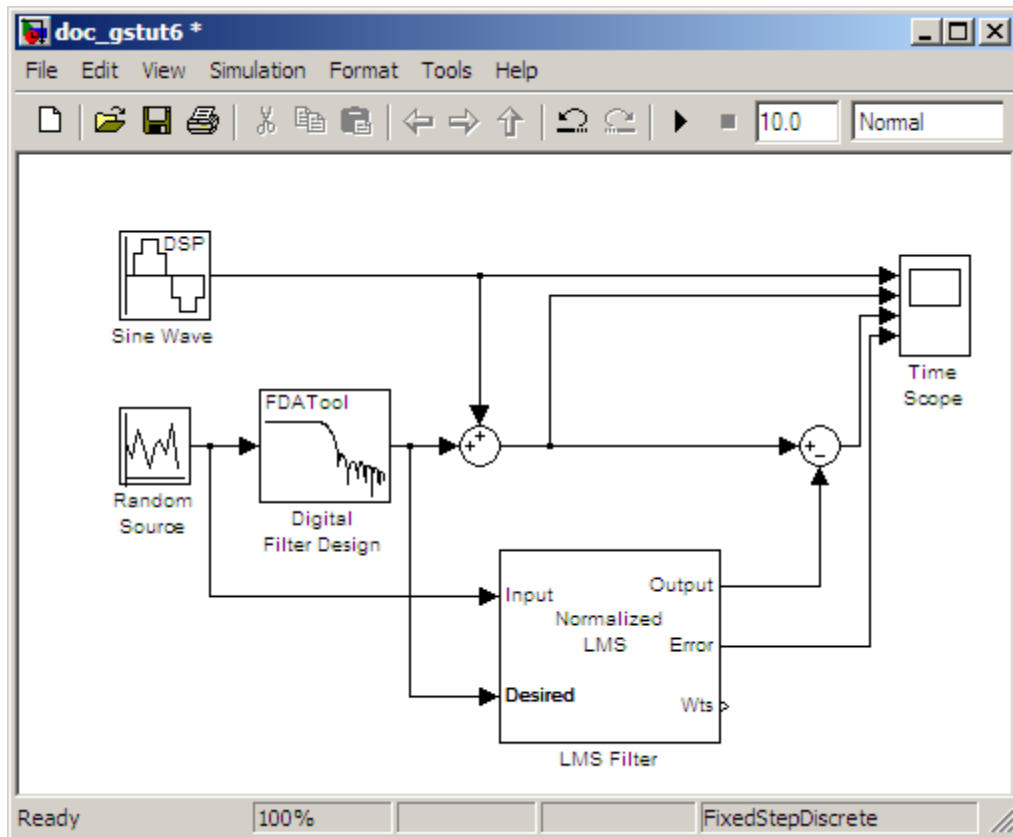 doc_gstut6 *
File Edit View Simulation Format Tools Help
10.0 Normal
DSP
Sine Wave
Time
Scope
FDATool
Random
Source
Digital
Filter Design
Input
Output
Normalized
LMS
Error
Desired
Wts
LMS Filter
Ready 100% FixedStepDiscrete